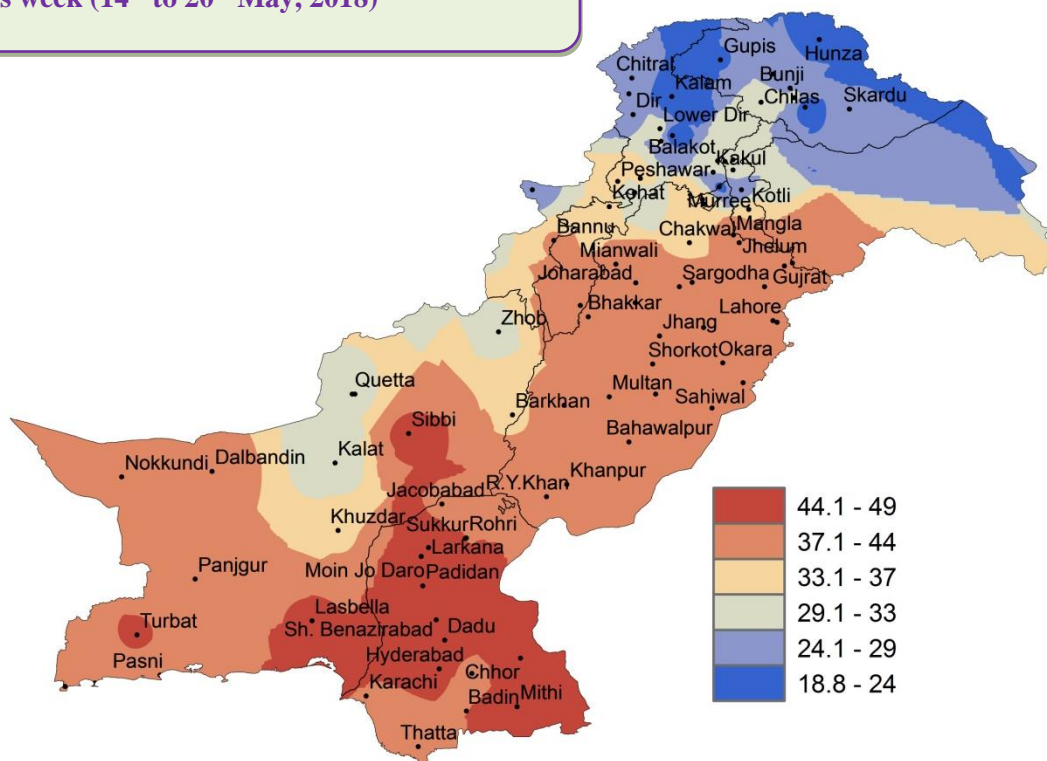 s week (14 to 20 May, 2018)
Gupis
Hunza
Chitral
Bunji
Kalam
Chilas
Skardu
Dir
Lower Dir
Balakot
Kakul
Peshawar
Kohat
Murree
Kotli
Bannu
Chakwal
Mangla
Mianwali
Jhelum
Joharabad
Sargodha
Gujrat
Bhakkar
Lahore
Zhob
Jhang
Shorkot
Okara
Quetta
Multan
Sahiwal
Barkhan
Sibbi
Bahawalpur
Kalat
Nokkundi
Dalbandin
Khanpur
R.Y.Khan
Jacobabad
44.1 - 49
Khuzdar
Sukkur
Rohri
37.1 - 44
Larkana
Panjgur
Moin Jo Daro
Padidan
33.1 - 37
Lasbella
29.1 - 33
Turbat
Sh. Benazirabad
Dadu
Pasni
Hyderabad
24.1 - 29
Chhor
Karachi
18.8 - 24
Badin
Mithi
Thatta